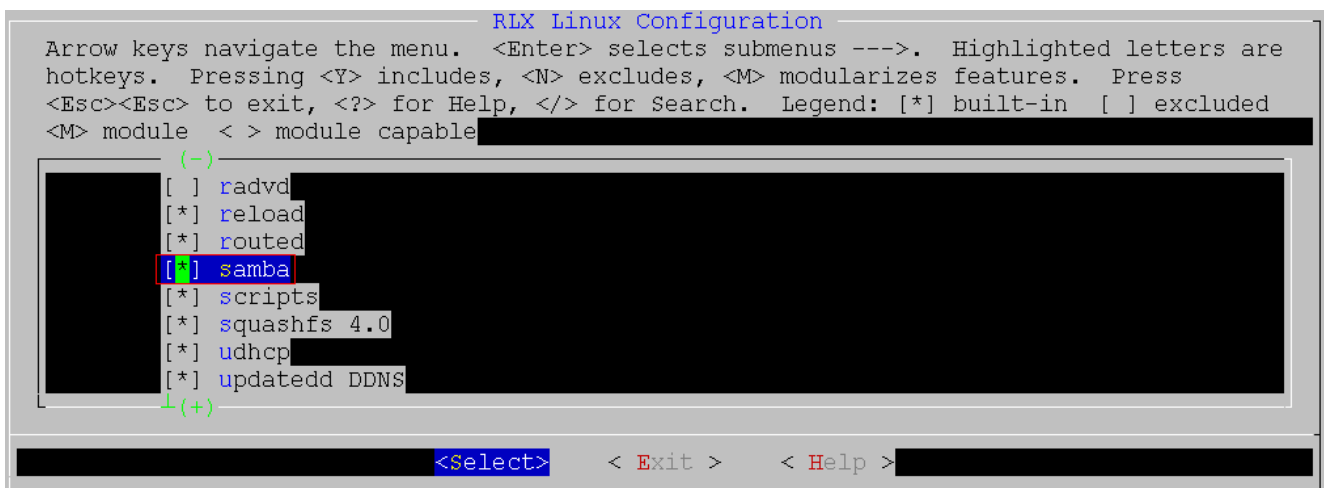 RLX Linux Configuration
Arrow keys navigate the menu.  <Enter> selects submenus --->.  Highlighted letters are
hotkeys.  Pressing <Y> includes, <N> excludes, <M> modularizes features.  Press
<Esc><Esc> to exit, <?> for Help, </> for Search.  Legend: [*] built-in  [ ] excluded
<M> module  < > module capable
(-)
[ ] radvd
[*] reload
[*] routed
[*] samba
[*] scripts
[*] squashfs 4.0
[*] udhcp
[*] updatedd DDNS
(+)
<Select>    < Exit >    < Help >